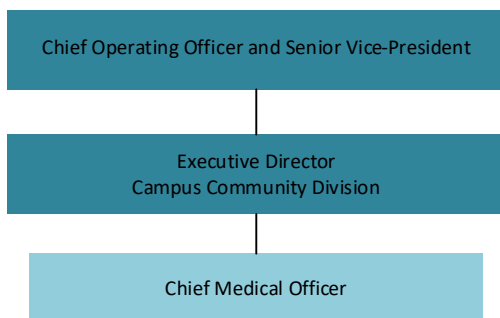 Chief Operating Officer and Senior Vice-President
Executive Director
Campus Community Division
Chief Medical Officer